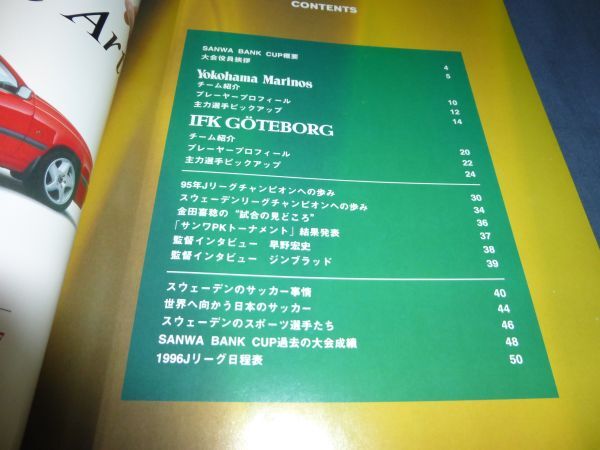 Art
CONTENTS
SANWA BANK CUP概要 4
大会役員挨拶 5
Yokohama Marinos
チーム紹介 10
プレーヤープロフィール 12
主力選手ピックアップ 14
IFK GÖTEBORG
チーム紹介 20
プレーヤープロフィール 22
主力選手ピックアップ 24
95年Jリーグチャンピオンへの歩み 30
スウェーデンリーグチャンピオンへの歩み 34
金田喜稔の“試合の見どころ” 36
「サンワPKトーナメント」結果発表 37
監督インタビュー 早野宏史 38
監督インタビュー ジンブラッド 39
スウェーデンのサッカー事情 40
世界へ向かう日本のサッカー 44
スウェーデンのスポーツ選手たち 46
SANWA BANK CUP過去の大会成績 48
1996Jリーグ日程表 50